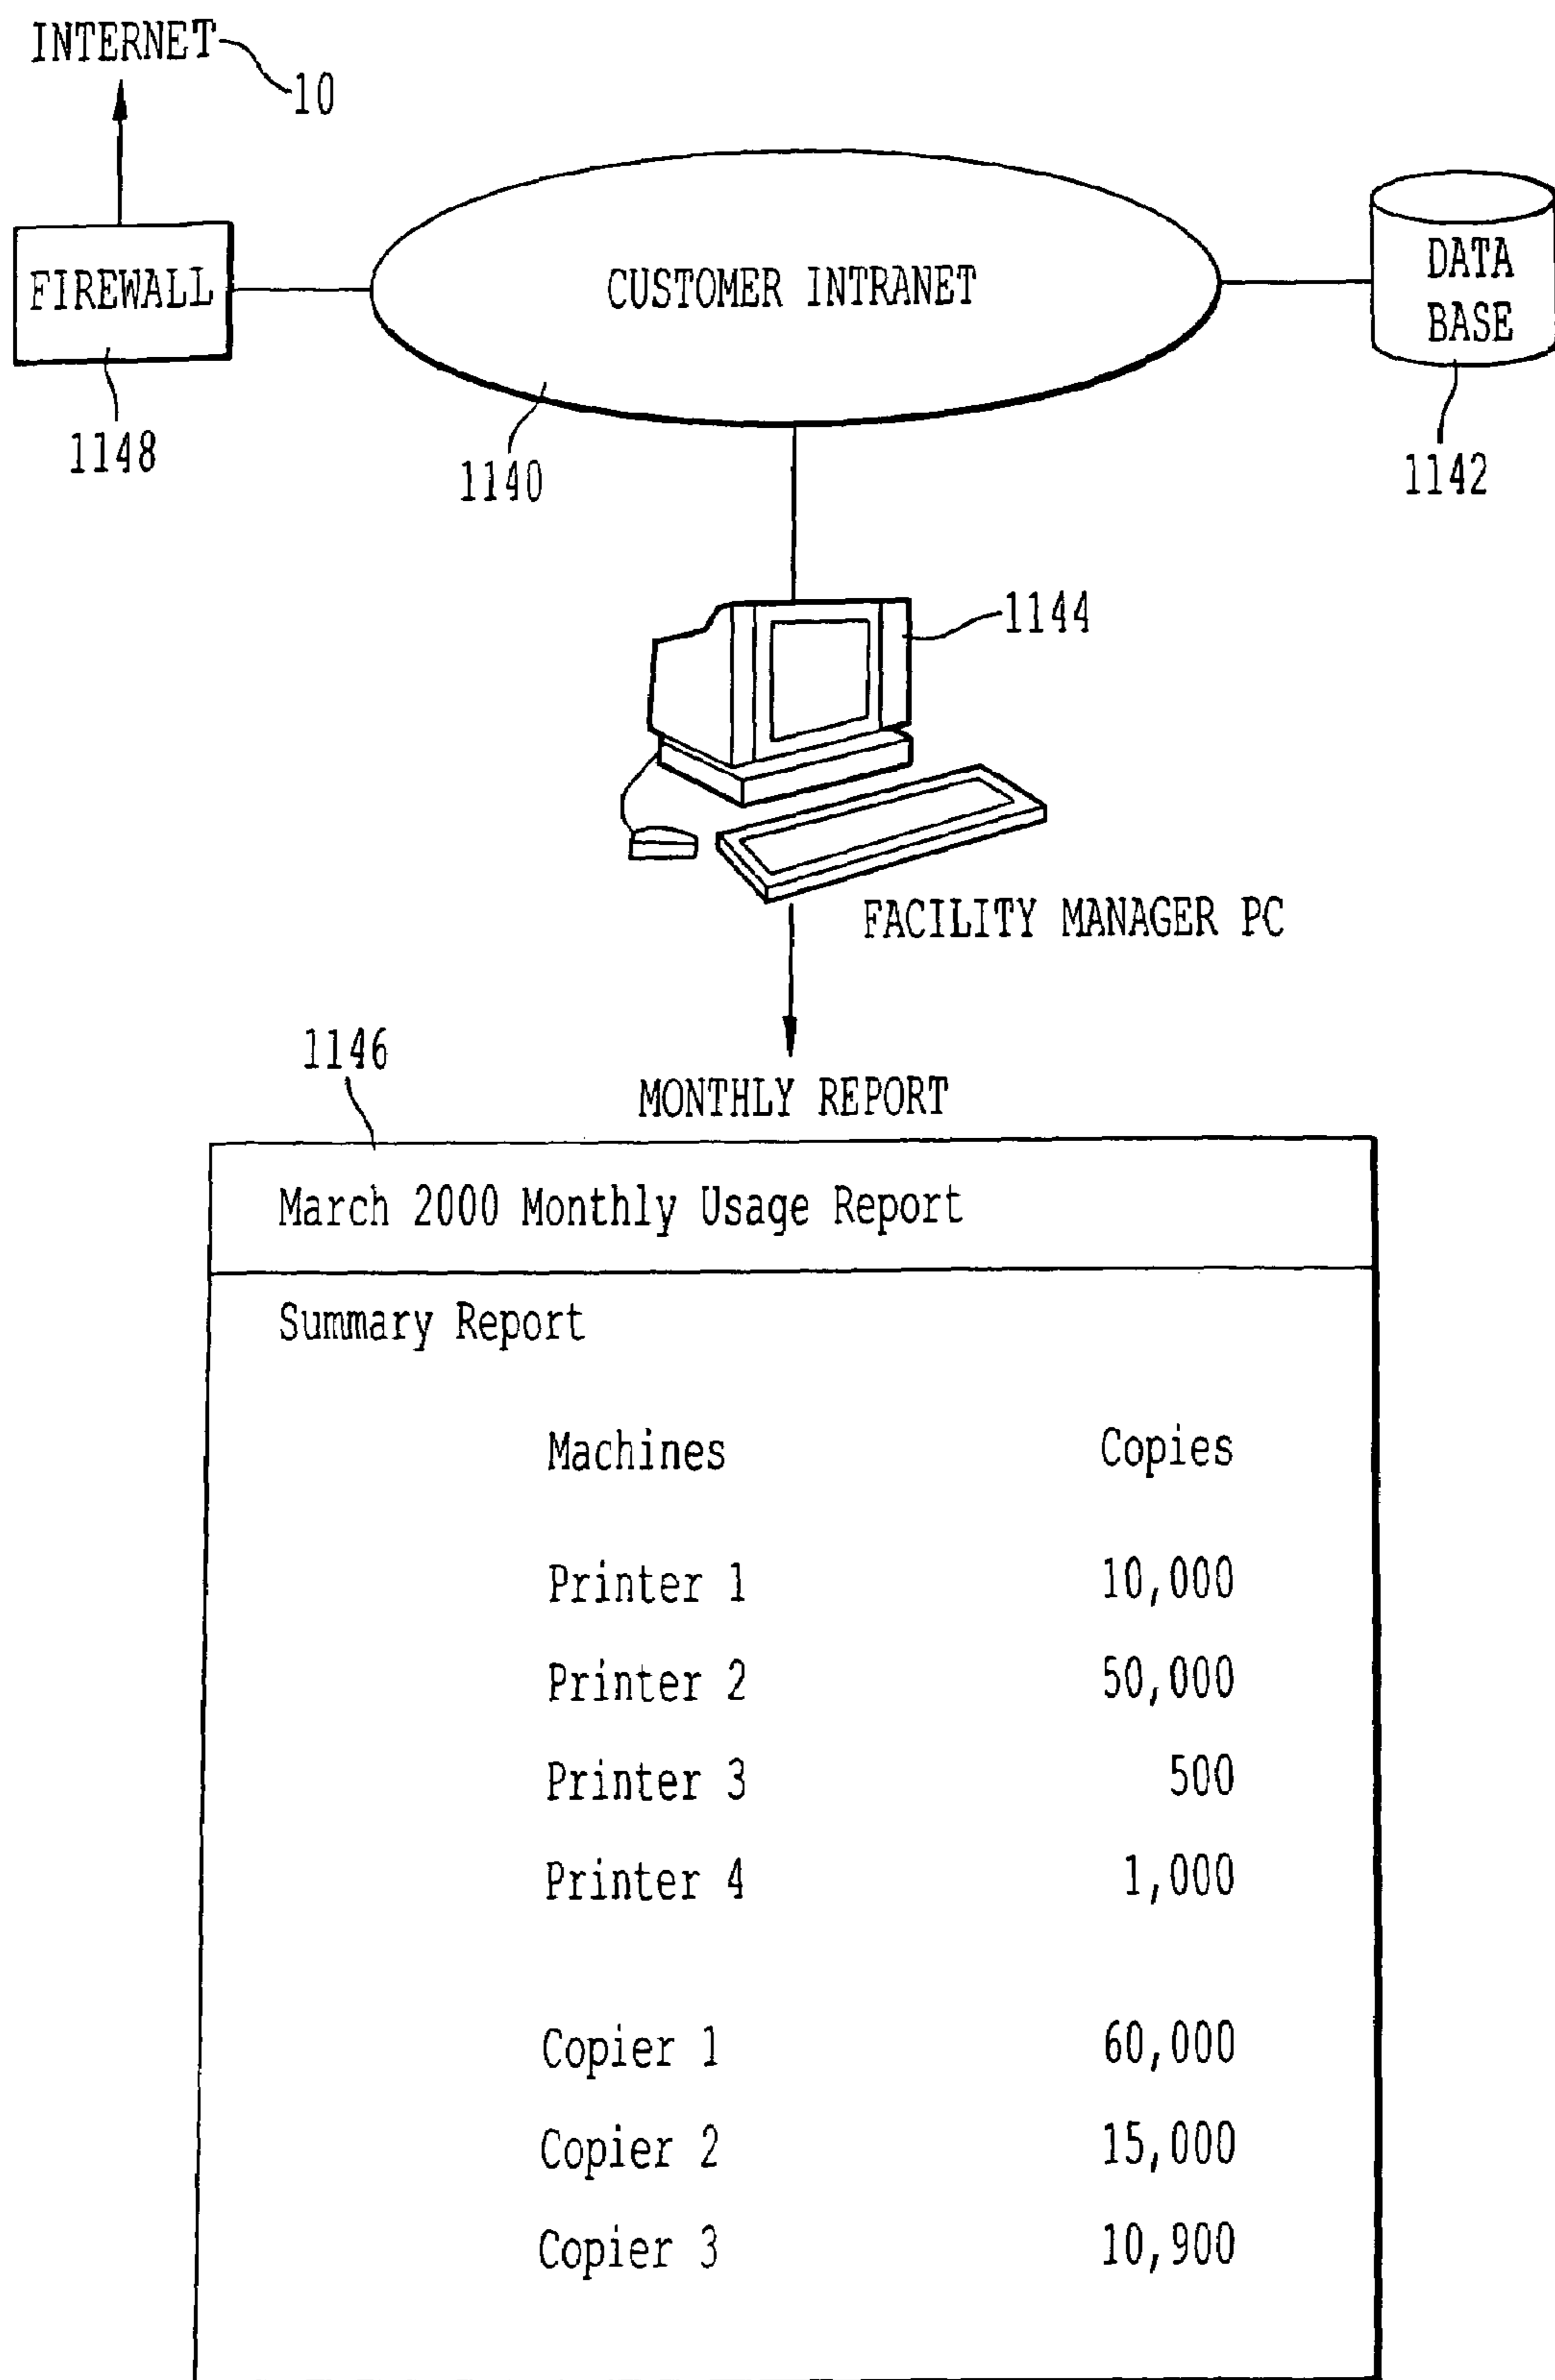 INTERNET
10
FIREWALL
CUSTOMER INTRANET
DATA
BASE
1148
1140
1142
1144
FACILITY MANAGER PC
1146
MONTHLY REPORT
March 2000 Monthly Usage Report
Summary Report
Machines Copies
Printer 1 10,000
Printer 2 50,000
Printer 3 500
Printer 4 1,000
Copier 1 60,000
Copier 2 15,000
Copier 3 10,900